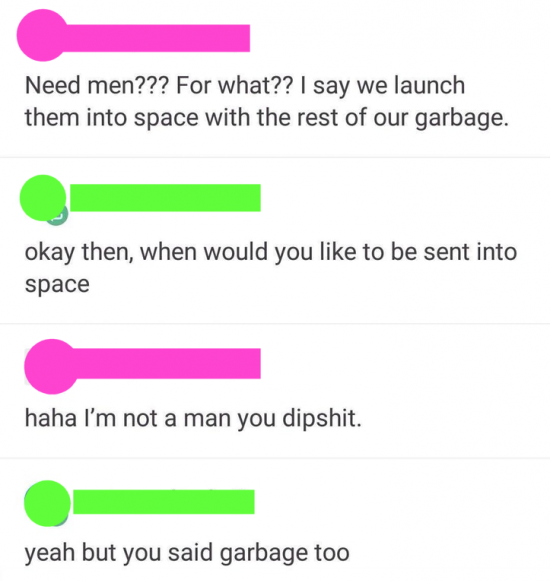 Need men??? For what?? I say we launch
them into space with the rest of our garbage.
okay then, when would you like to be sent into
space
haha I’m not a man you dipshit.
yeah but you said garbage too